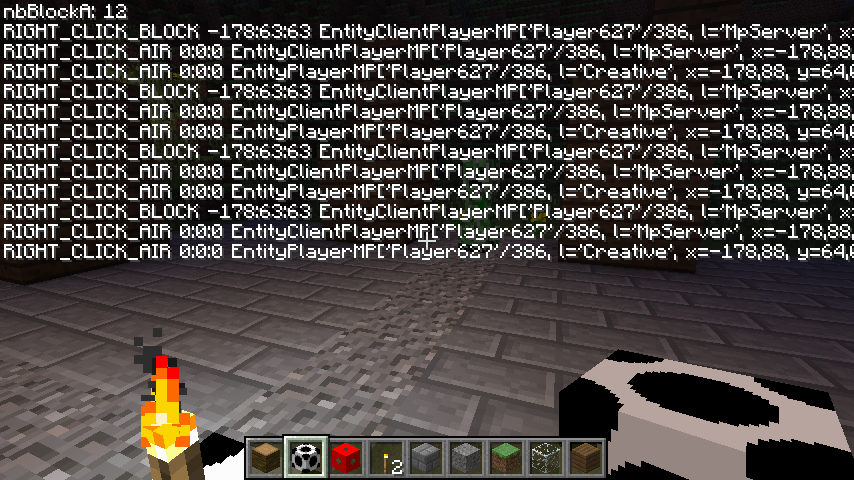 nbBlockA: 12
RIGHT_CLICK_BLOCK -178:63:63 EntityClientPlayerMP['Player627'/386, l='MpServer', x=
RIGHT_CLICK_AIR 0:0:0 EntityClientPlayerMP['Player627'/386, l='MpServer', x=-178,88,
RIGHT_CLICK_AIR 0:0:0 EntityPlayerMP['Player627'/386, l='Creative', x=-178,88, y=64,0
RIGHT_CLICK_BLOCK -178:63:63 EntityClientPlayerMP['Player627'/386, l='MpServer', x=
RIGHT_CLICK_AIR 0:0:0 EntityClientPlayerMP['Player627'/386, l='MpServer', x=-178,88,
RIGHT_CLICK_AIR 0:0:0 EntityPlayerMP['Player627'/386, l='Creative', x=-178,88, y=64,0
RIGHT_CLICK_BLOCK -178:63:63 EntityClientPlayerMP['Player627'/386, l='MpServer', x=
RIGHT_CLICK_AIR 0:0:0 EntityClientPlayerMP['Player627'/386, l='MpServer', x=-178,88,
RIGHT_CLICK_AIR 0:0:0 EntityPlayerMP['Player627'/386, l='Creative', x=-178,88, y=64,0
RIGHT_CLICK_BLOCK -178:63:63 EntityClientPlayerMP['Player627'/386, l='MpServer', x=
RIGHT_CLICK_AIR 0:0:0 EntityClientPlayerMP['Player627'/386, l='MpServer', x=-178,88,
RIGHT_CLICK_AIR 0:0:0 EntityPlayerMP['Player627'/386, l='Creative', x=-178,88, y=64,0
2